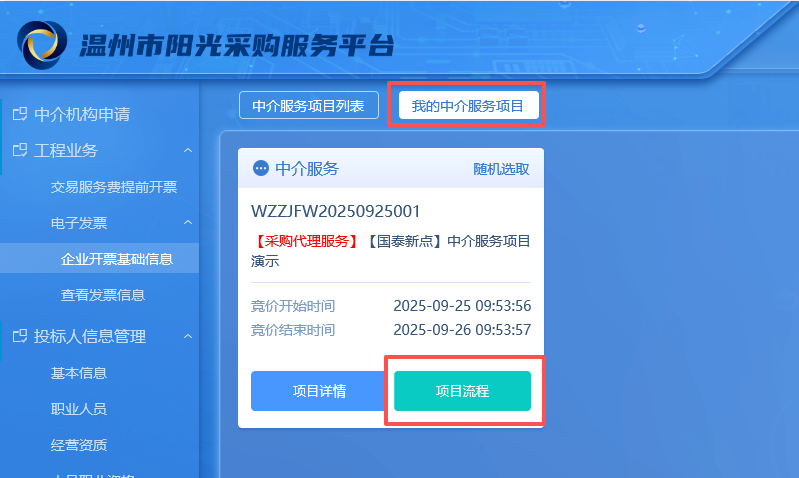 温州市阳光采购服务平台
中介机构申请
工程业务
交易服务费提前开票
电子发票
企业开票基础信息
查看发票信息
投标人信息管理
基本信息
职业人员
经营资质
中介服务项目列表
我的中介服务项目
中介服务
随机选取
WZZJFW20250925001
【采购代理服务】【国泰新点】中介服务项目
演示
竞价开始时间 2025-09-25 09:53:56
竞价结束时间 2025-09-26 09:53:57
项目详情
项目流程